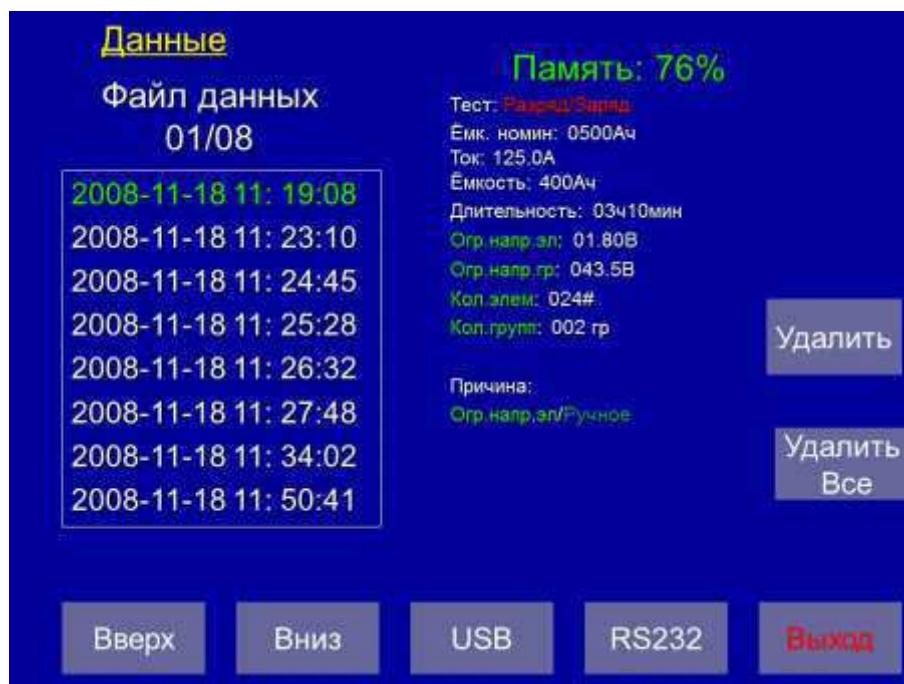 Данные
Файл данных
01/08
2008-11-18 11: 19:08
2008-11-18 11: 23:10
2008-11-18 11: 24:45
2008-11-18 11: 25:28
2008-11-18 11: 26:32
2008-11-18 11: 27:48
2008-11-18 11: 34:02
2008-11-18 11: 50:41
Память: 76%
Тест: Разряд/Заряд
Ёмк. номин: 0500Ач
Ток: 125.0А
Ёмкость: 400Ач
Длительность: 03ч10мин
Огр.напр.эл: 01.80В
Огр.напр.гр: 043.5В
Кол.элем: 024#
Кол.групп: 002 гр
Причина:
Огр.напр.эл/Ручное
Удалить
Удалить
Все
Вверх
Вниз
USB
RS232
Выход